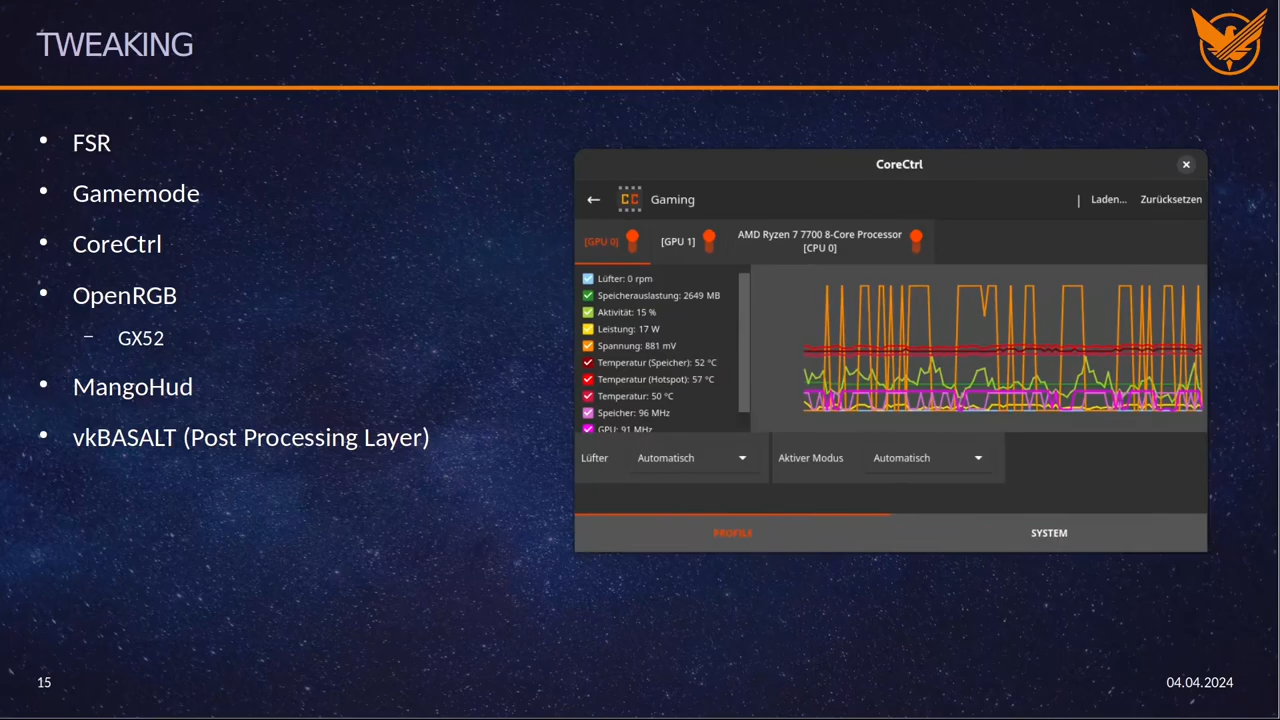 TWEAKING
• FSR
• Gamemode
• CoreCtrl
• OpenRGB
– GX52
• MangoHud
• vkBASALT (Post Processing Layer)
CoreCtrl
Gaming
Laden...
Zurücksetzen
[GPU 0]
[GPU 1]
AMD Ryzen 7 7700 8-Core Processor
[CPU 0]
Lüfter: 0 rpm
Speicherauslastung: 2649 MB
Aktivität: 15 %
Leistung: 17 W
Spannung: 881 mV
Temperatur (Speicher): 52 °C
Temperatur (Hotspot): 57 °C
Temperatur: 50 °C
Speicher: 96 MHz
GPU: 91 MHz
Lüfter
Automatisch
Aktiver Modus
Automatisch
PROFILE
SYSTEM
15
04.04.2024